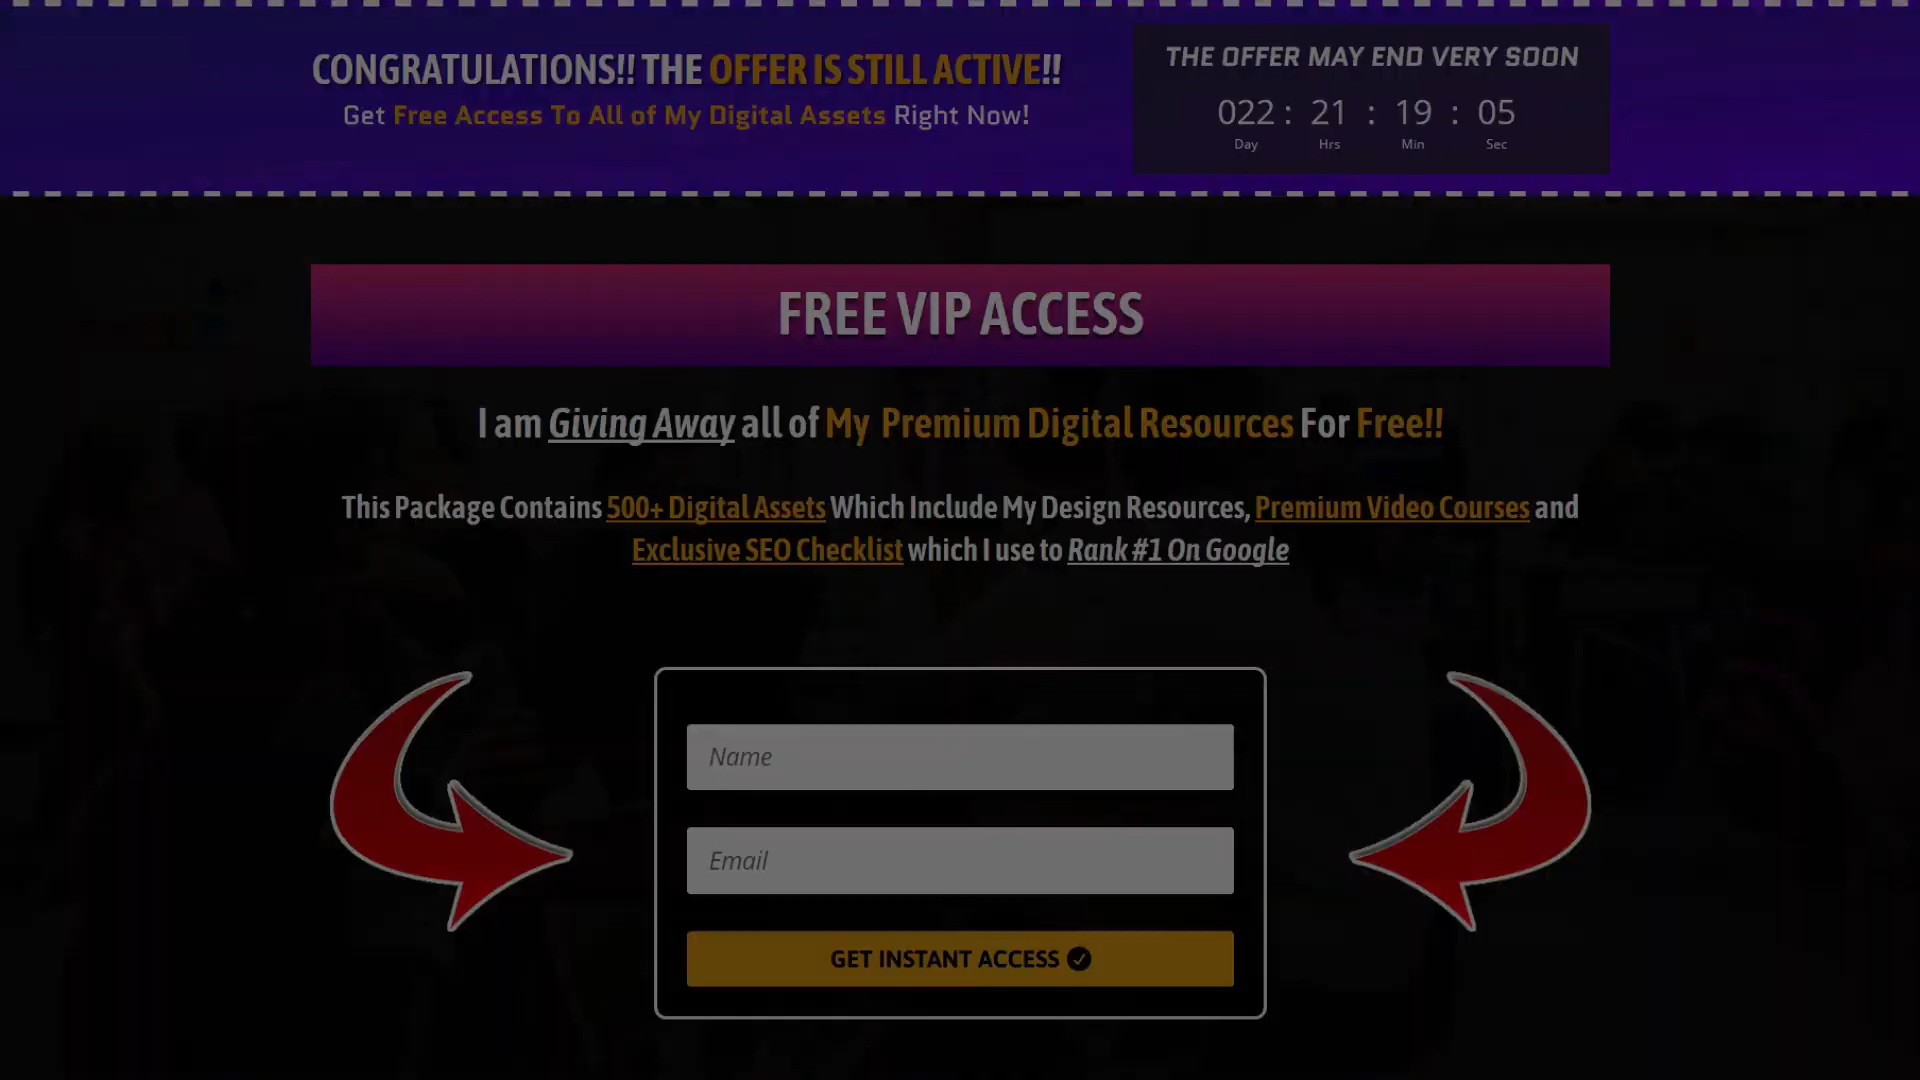 CONGRATULATIONS!! THE OFFER IS STILL ACTIVE!!
Get Free Access To All of My Digital Assets Right Now!
THE OFFER MAY END VERY SOON
022 : 21 : 19 : 05
Day Hrs Min Sec
FREE VIP ACCESS
I am Giving Away all of My Premium Digital Resources For Free!!
This Package Contains 500+ Digital Assets Which Include My Design Resources, Premium Video Courses and
Exclusive SEO Checklist which I use to Rank #1 On Google
Name
Email
GET INSTANT ACCESS